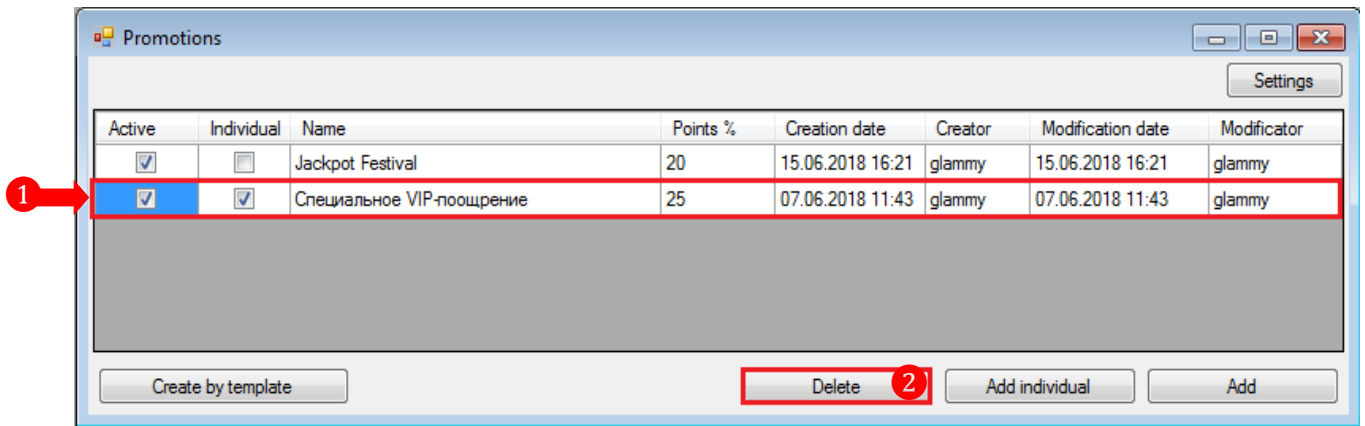 Promotions
Settings
Active Individual Name Points % Creation date Creator Modification date Modificator
Jackpot Festival 20 15.06.2018 16:21 glammy 15.06.2018 16:21 glammy
1 Специальное VIP-поощрение 25 07.06.2018 11:43 glammy 07.06.2018 11:43 glammy
Create by template Delete 2 Add individual Add